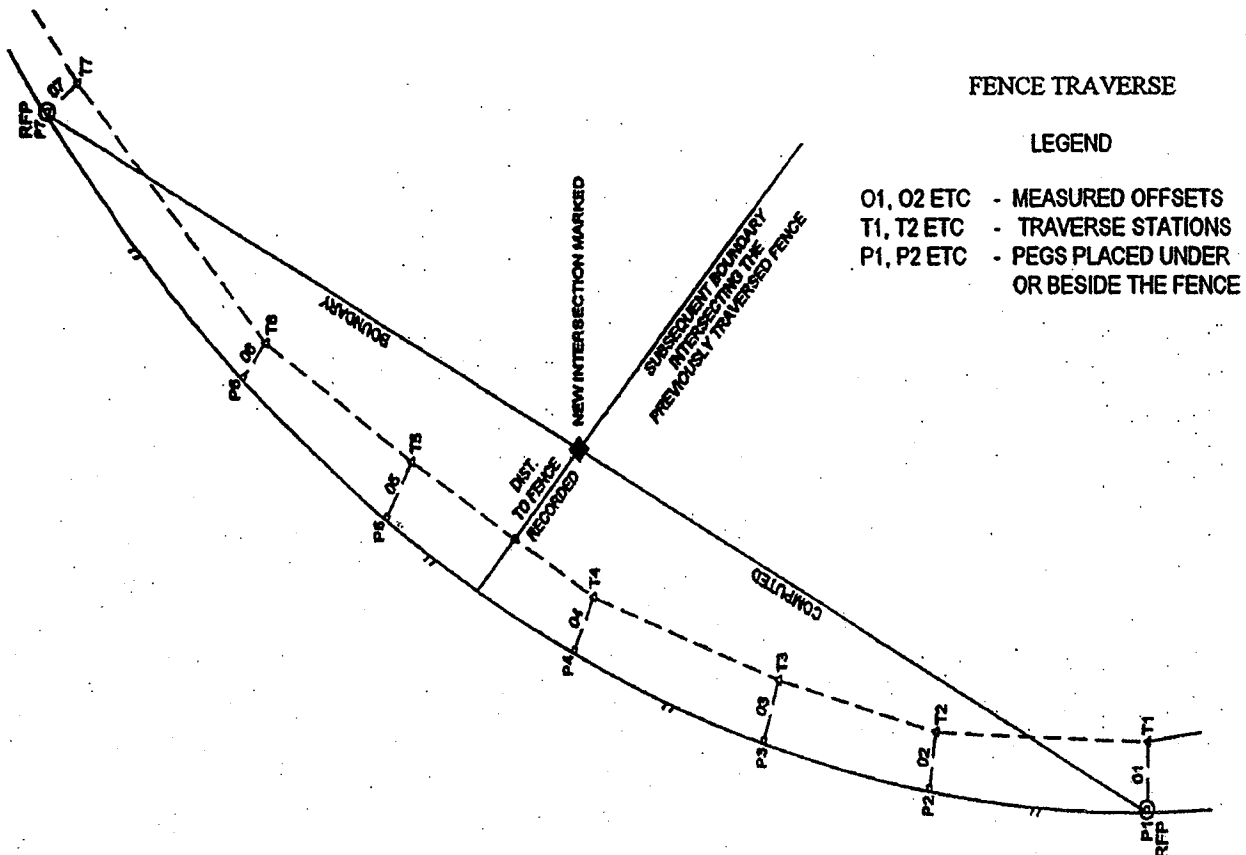 FENCE TRAVERSE
LEGEND
O1, O2 ETC - MEASURED OFFSETS
T1, T2 ETC - TRAVERSE STATIONS
P1, P2 ETC - PEGS PLACED UNDER
OR BESIDE THE FENCE
RFP
P7
O7
T7
BOUNDARY
NEW INTERSECTION MARKED
SUBSEQUENT BOUNDARY
INTERSECTING THE
PREVIOUSLY TRAVERSED FENCE
P6
O6
T6
P5
O5
T5
DIST.
TO FENCE
RECORDED
P4
O4
T4
COMPUTED
P3
O3
T3
P2
O2
T2
P1
RFP
O1
T1